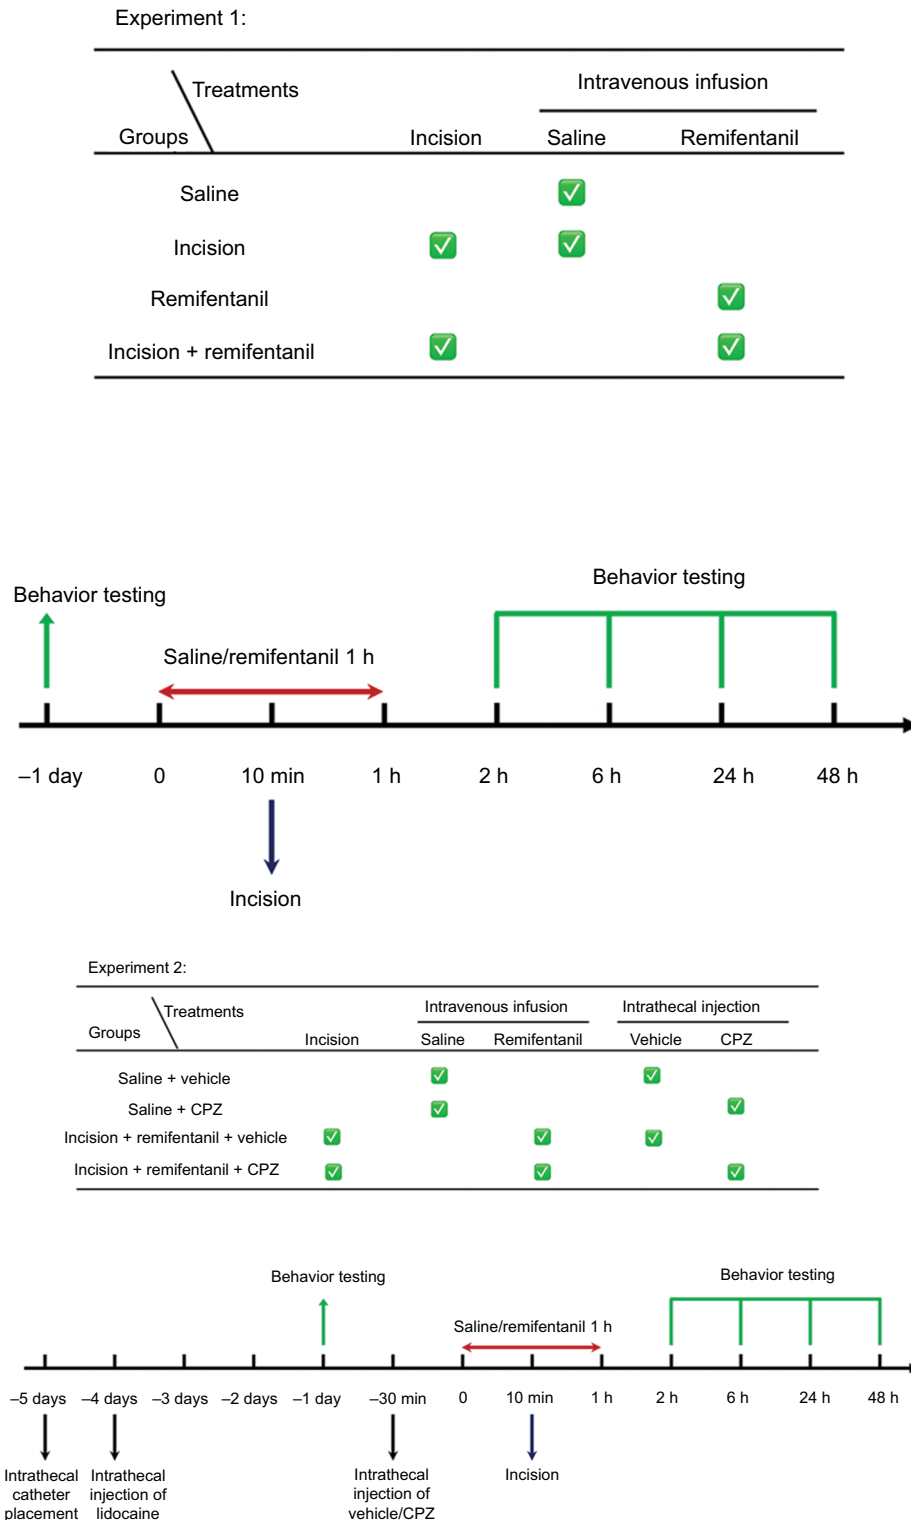 Experiment 1:
Treatments
Intravenous infusion
Groups Incision Saline Remifentanil
Saline
Incision
Remifentanil
Incision + remifentanil
Behavior testing
Behavior testing
Saline/remifentanil 1 h
–1 day 0 10 min 1 h 2 h 6 h 24 h 48 h
Incision
Experiment 2:
Treatments Intravenous infusion Intrathecal injection
Groups Incision Saline Remifentanil Vehicle CPZ
Saline + vehicle
Saline + CPZ
Incision + remifentanil + vehicle
Incision + remifentanil + CPZ
Behavior testing Behavior testing
Saline/remifentanil 1 h
–5 days –4 days –3 days –2 days –1 day –30 min 0 10 min 1 h 2 h 6 h 24 h 48 h
Intrathecal Intrathecal Intrathecal Incision
catheter injection of injection of
placement lidocaine vehicle/CPZ